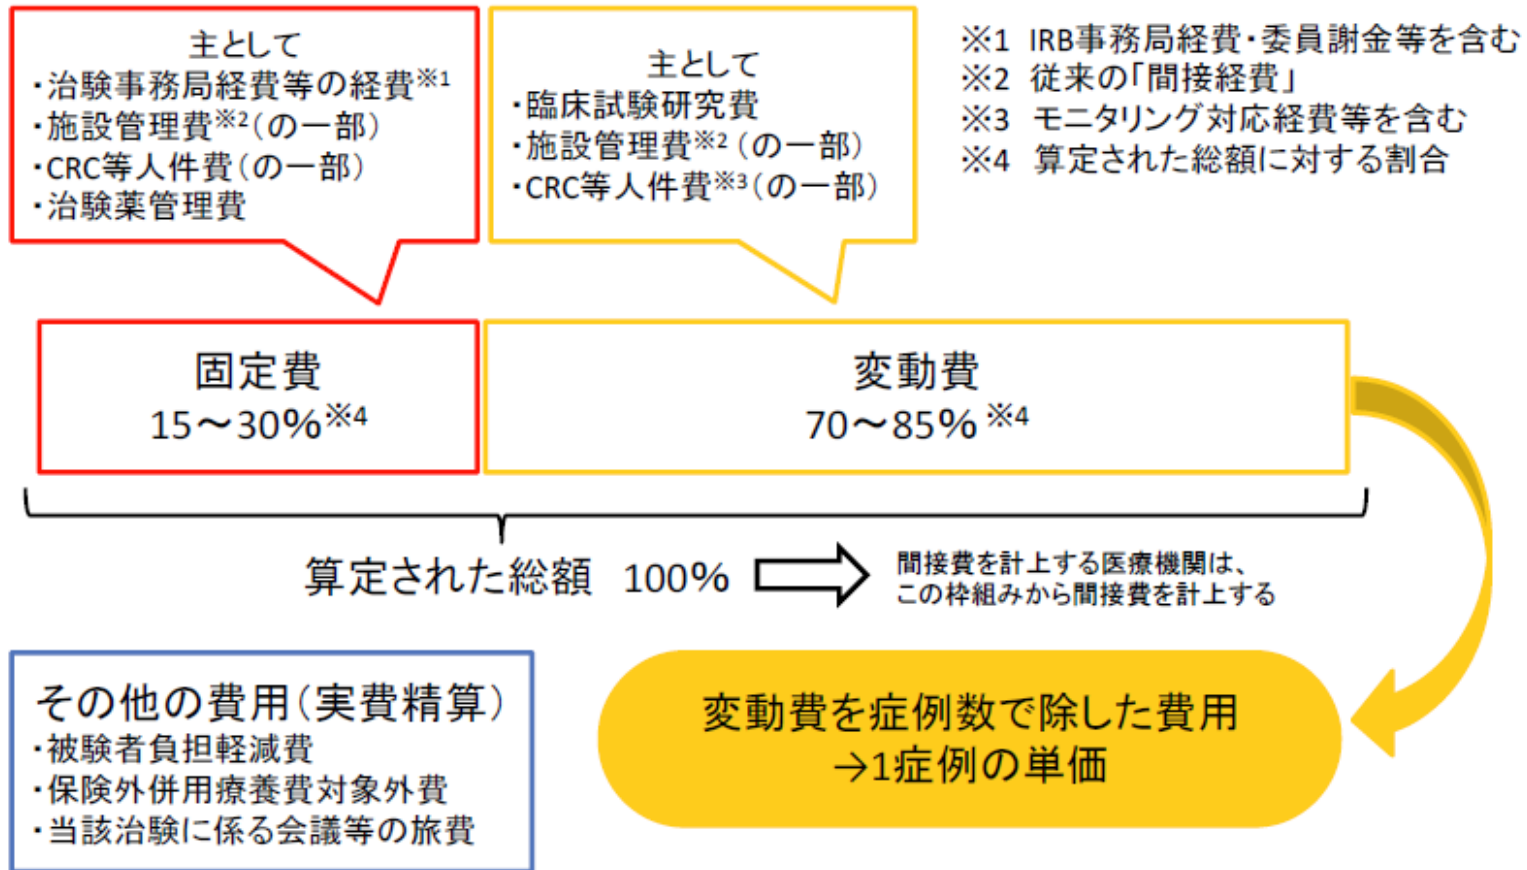 主として
・治験事務局経費等の経費※1
・施設管理費※2(の一部)
・CRC等人件費(の一部)
・治験薬管理費
主として
・臨床試験研究費
・施設管理費※2(の一部)
・CRC等人件費※3(の一部)
※1 IRB事務局経費・委員謝金等を含む
※2 従来の「間接経費」
※3 モニタリング対応経費等を含む
※4 算定された総額に対する割合
固定費
15～30%※4
変動費
70～85%※4
算定された総額 100%
間接費を計上する医療機関は、
この枠組みから間接費を計上する
その他の費用(実費精算)
・被験者負担軽減費
・保険外併用療養費対象外費
・当該治験に係る会議等の旅費
変動費を症例数で除した費用
→1症例の単価